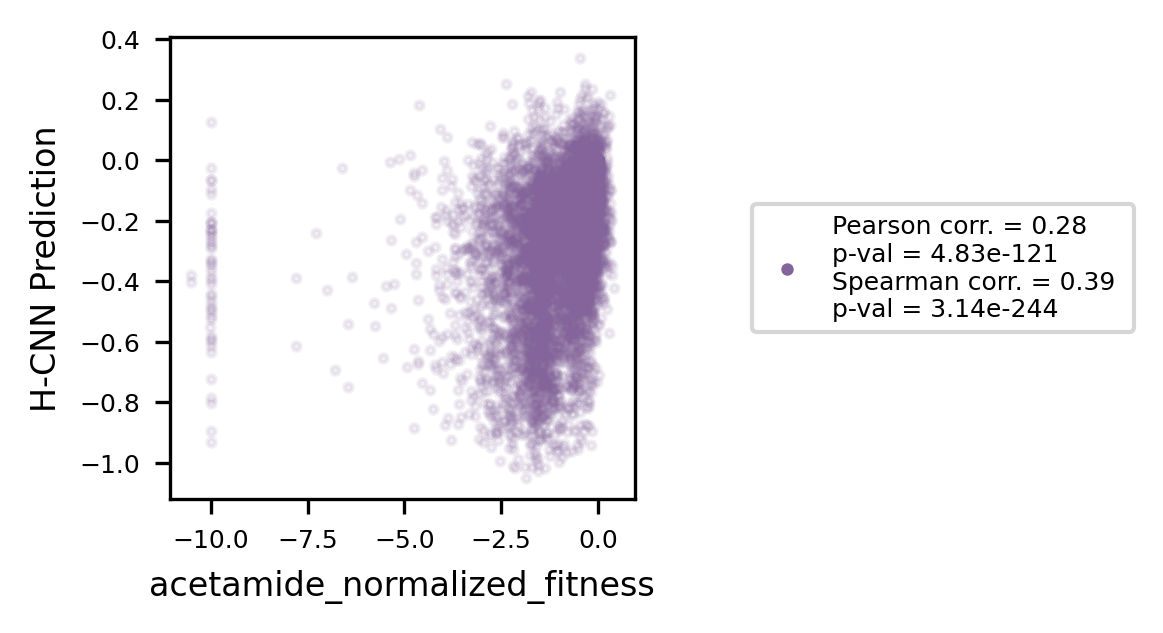 0.4
0.2
0.0
−0.2
−0.4
−0.6
−0.8
−1.0
H-CNN Prediction
−10.0 −7.5 −5.0 −2.5 0.0
acetamide_normalized_fitness
Pearson corr. = 0.28
p-val = 4.83e-121
Spearman corr. = 0.39
p-val = 3.14e-244